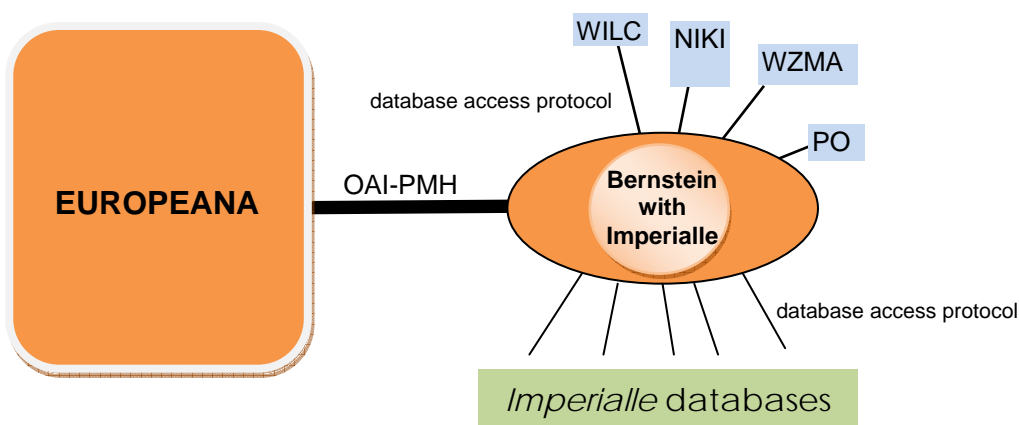 WILC
NIKI
WZMA
database access protocol
PO
OAI-PMH
EUROPEANA
Bernstein
with
Imperialle
database access protocol
Imperialle databases